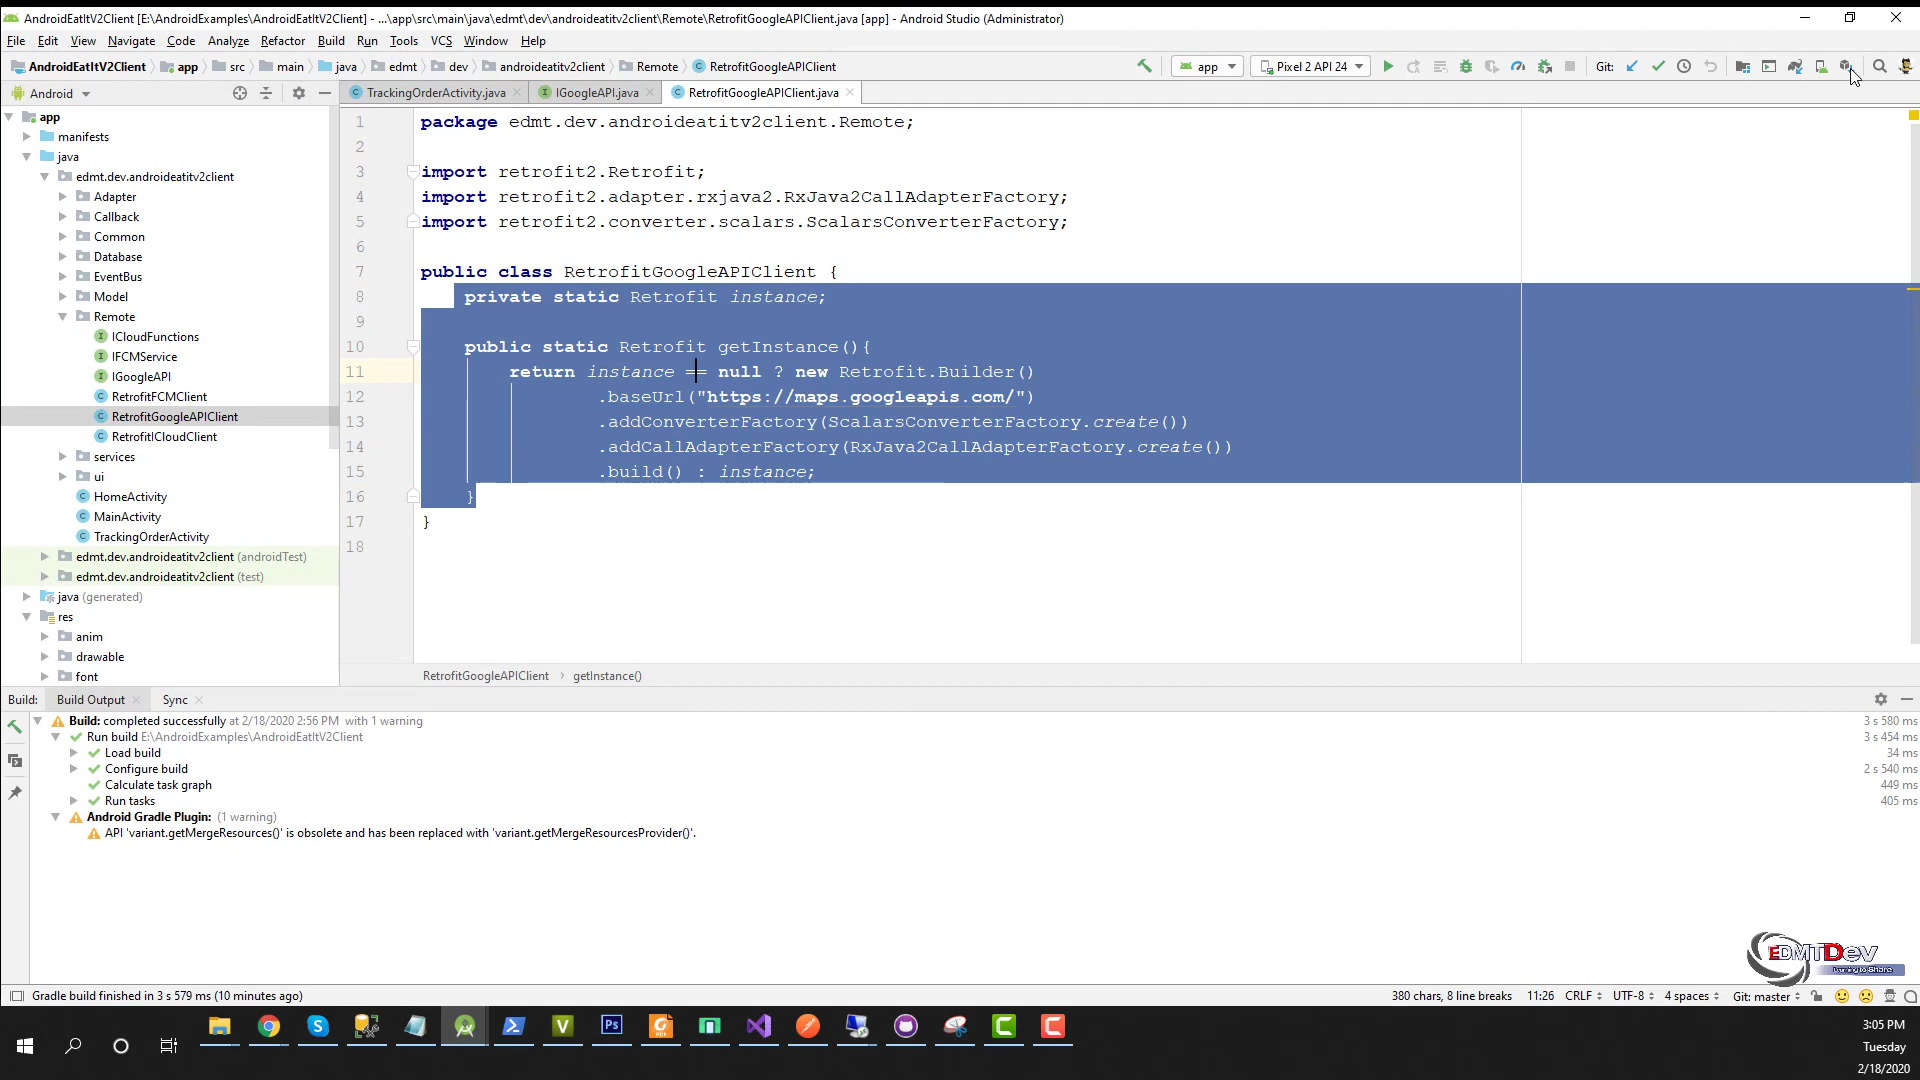 AndroidEatItV2Client [E:\AndroidExamples\AndroidEatItV2Client] - ...\app\src\main\java\edmt\dev\androideatitv2client\Remote\RetrofitGoogleAPIClient.java [app] - Android Studio (Administrator)
File Edit View Navigate Code Analyze Refactor Build Run Tools VCS Window Help
AndroidEatItV2Client app src main java edmt dev androideatitv2client Remote RetrofitGoogleAPIClient app Pixel 2 API 24 Git:
Android TrackingOrderActivity.java IGoogleAPI.java RetrofitGoogleAPIClient.java
app
manifests
java
edmt.dev.androideatitv2client
Adapter
Callback
Common
Database
EventBus
Model
Remote
ICloudFunctions
IFCMService
IGoogleAPI
RetrofitFCMClient
RetrofitGoogleAPIClient
RetrofitICloudClient
services
ui
HomeActivity
MainActivity
TrackingOrderActivity
edmt.dev.androideatitv2client (androidTest)
edmt.dev.androideatitv2client (test)
java (generated)
res
anim
drawable
font
1 package edmt.dev.androideatitv2client.Remote;
2
3 import retrofit2.Retrofit;
4 import retrofit2.adapter.rxjava2.RxJava2CallAdapterFactory;
5 import retrofit2.converter.scalars.ScalarsConverterFactory;
6
7 public class RetrofitGoogleAPIClient {
8 private static Retrofit instance;
9
10 public static Retrofit getInstance(){
11 return instance == null ? new Retrofit.Builder()
12 .baseUrl("https://maps.googleapis.com/")
13 .addConverterFactory(ScalarsConverterFactory.create())
14 .addCallAdapterFactory(RxJava2CallAdapterFactory.create())
15 .build() : instance;
16 }
17 }
18
RetrofitGoogleAPIClient › getInstance()
Build: Build Output Sync
Build: completed successfully at 2/18/2020 2:56 PM with 1 warning 3 s 580 ms
Run build E:\AndroidExamples\AndroidEatItV2Client 3 s 454 ms
Load build 34 ms
Configure build 2 s 540 ms
Calculate task graph 449 ms
Run tasks 405 ms
Android Gradle Plugin: (1 warning)
API 'variant.getMergeResources()' is obsolete and has been replaced with 'variant.getMergeResourcesProvider()'.
EDMTDev
Learning to Share
Gradle build finished in 3 s 579 ms (10 minutes ago) 380 chars, 8 line breaks 11:26 CRLF UTF-8 4 spaces Git: master
3:05 PM
Tuesday
2/18/2020